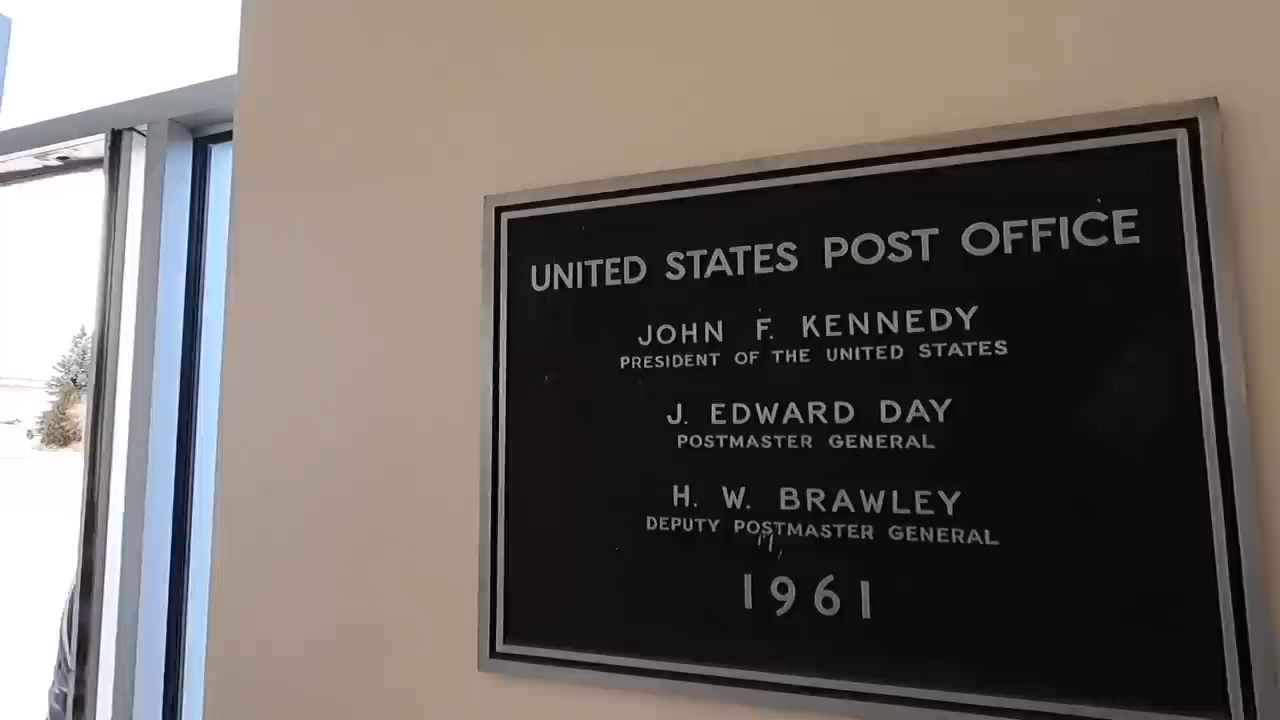 UNITED STATES POST OFFICE
JOHN F. KENNEDY
PRESIDENT OF THE UNITED STATES
J. EDWARD DAY
POSTMASTER GENERAL
H. W. BRAWLEY
DEPUTY POSTMASTER GENERAL
1961